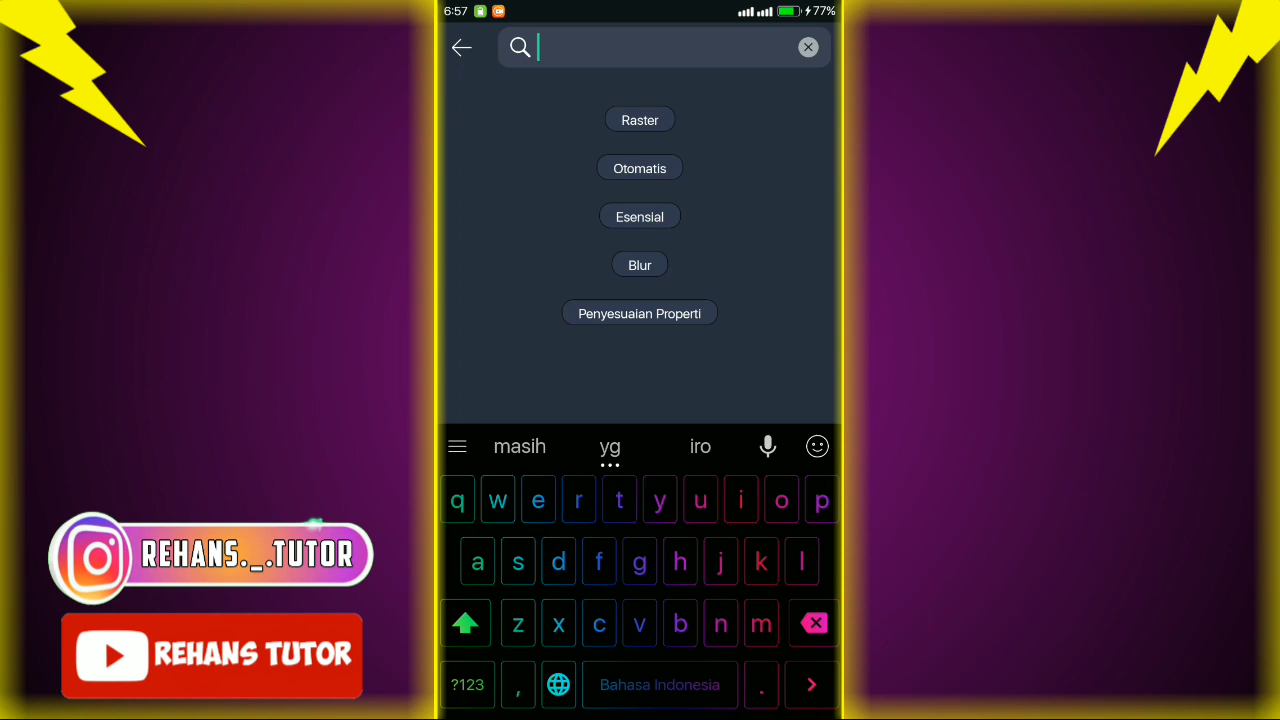 6:57
77%
Raster
Otomatis
Esensial
Blur
Penyesuaian Properti
masih yg iro
q w e r t y u i o p
a s d f g h j k l
z x c v b n m
?123 , Bahasa Indonesia .
REHANS._.TUTOR
REHANS TUTOR